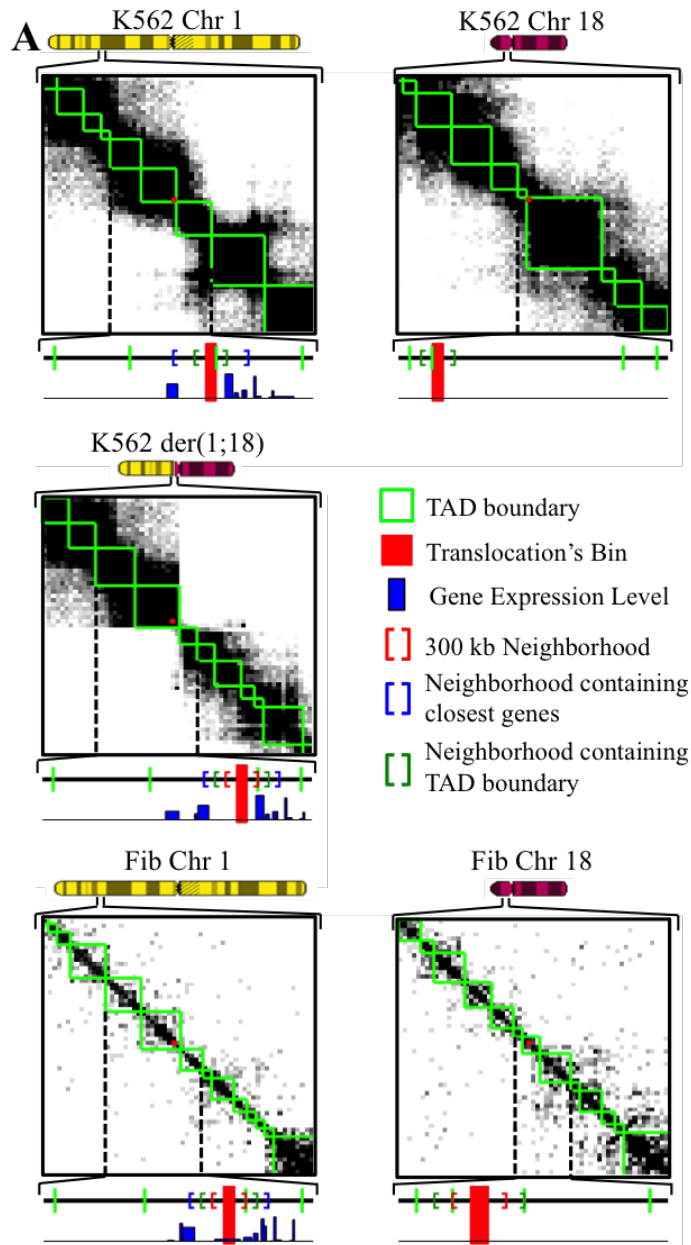 A
K562 Chr 1
K562 Chr 18
K562 der(1;18)
TAD boundary
Translocation's Bin
Gene Expression Level
300 kb Neighborhood
Neighborhood containing
closest genes
Neighborhood containing
TAD boundary
Fib Chr 1
Fib Chr 18